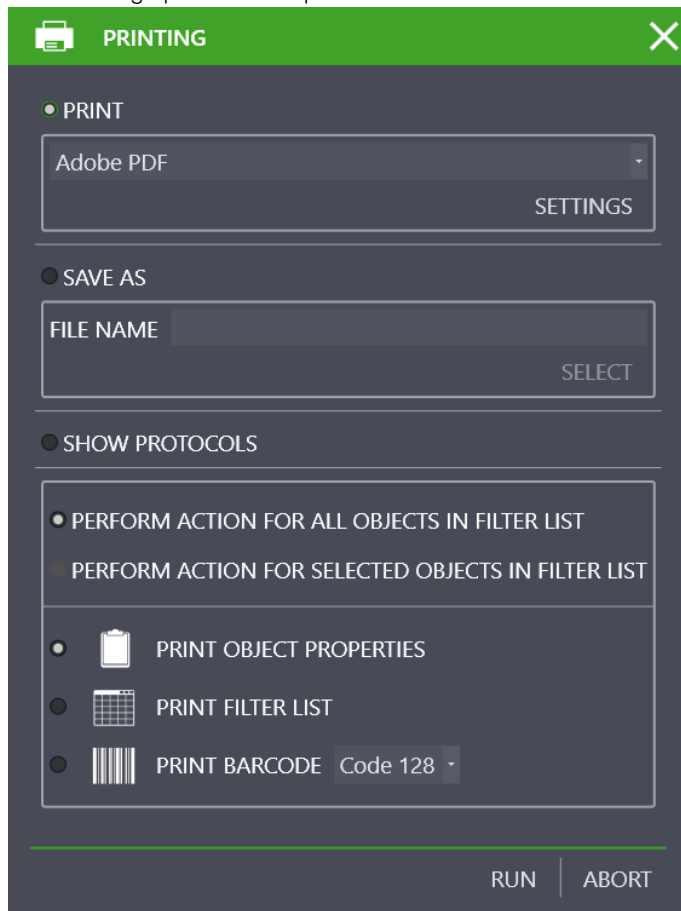 PRINTING
PRINT
Adobe PDF
SETTINGS
SAVE AS
FILE NAME
SELECT
SHOW PROTOCOLS
PERFORM ACTION FOR ALL OBJECTS IN FILTER LIST
PERFORM ACTION FOR SELECTED OBJECTS IN FILTER LIST
PRINT OBJECT PROPERTIES
PRINT FILTER LIST
PRINT BARCODE Code 128
RUN ABORT